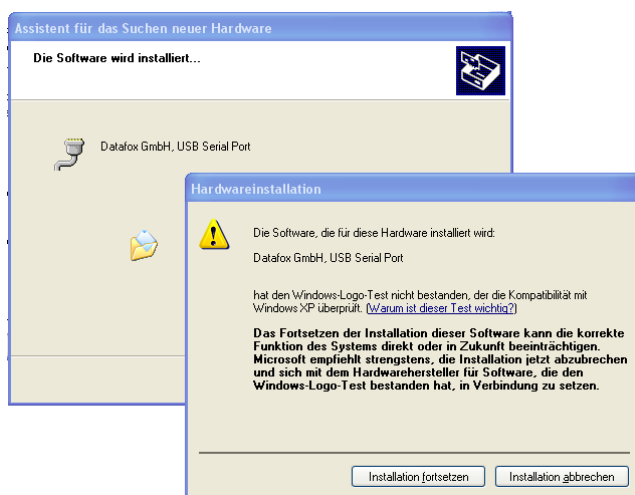 Assistent für das Suchen neuer Hardware
Die Software wird installiert...
Datafox GmbH, USB Serial Port
Hardwareinstallation
Die Software, die für diese Hardware installiert wird:
Datafox GmbH, USB Serial Port
hat den Windows-Logo-Test nicht bestanden, der die Kompatibilität mit
Windows XP überprüft. (Warum ist dieser Test wichtig?)
Das Fortsetzen der Installation dieser Software kann die korrekte
Funktion des Systems direkt oder in Zukunft beeinträchtigen.
Microsoft empfiehlt strengstens, die Installation jetzt abzubrechen
und sich mit dem Hardwarehersteller für Software, die den
Windows-Logo-Test bestanden hat, in Verbindung zu setzen.
Installation fortsetzen Installation abbrechen